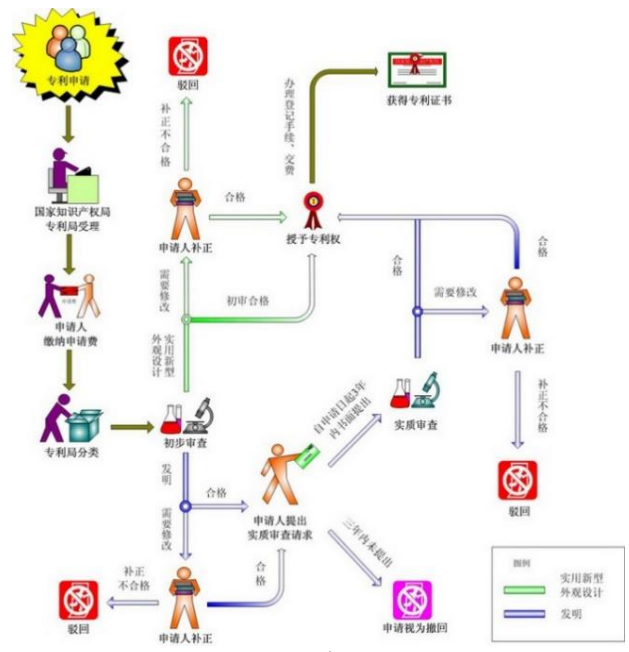 专利申请
国家知识产权局
专利局受理
申请人
缴纳申请费
专利局分类
初步审查
实用新型
外观设计
需要修改
申请人补正
补正不合格
驳回
合格
初审合格
授予专利权
办理登记手续、交费
获得专利证书
发明
需要修改
合格
申请人补正
补正
不合格
驳回
合格
申请人提出
实质审查请求
自申请日起3年
内书面提出
三年内未提出
申请视为撤回
实质审查
合格
需要修改
申请人补正
合格
补正不合格
驳回
图例
实用新型
外观设计
发明